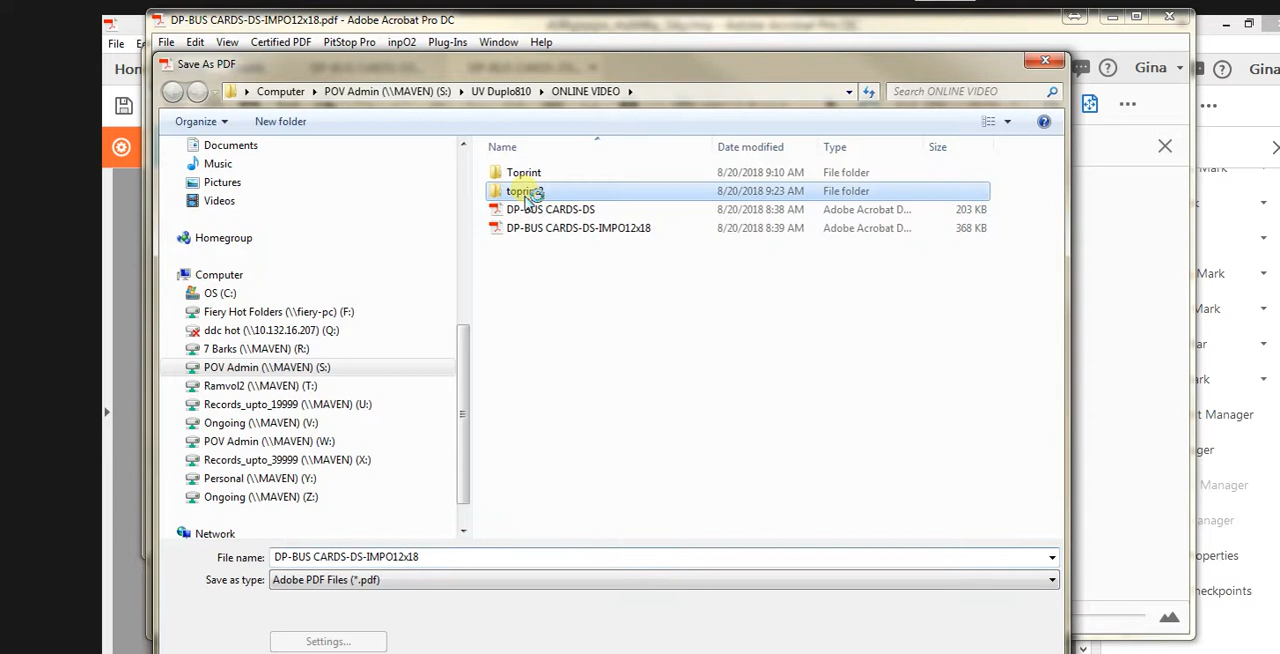 DP-BUS CARDS-DS-IMPO12x18.pdf - Adobe Acrobat Pro DC
File
File Edit View Certified PDF PitStop Pro inpO2 Plug-Ins Window Help
Save As PDF
Hom
Gina
Gina
Computer POV Admin (\\MAVEN) (S:) UV Duplo810 ONLINE VIDEO
Search ONLINE VIDEO
Organize New folder
Name Date modified Type Size
Documents
Music
Pictures
Videos
Homegroup
Computer
OS (C:)
Fiery Hot Folders (\\fiery-pc) (F:)
ddc hot (\\10.132.16.207) (Q:)
7 Barks (\\MAVEN) (R:)
POV Admin (\\MAVEN) (S:)
Ramvol2 (\\MAVEN) (T:)
Records_upto_19999 (\\MAVEN) (U:)
Ongoing (\\MAVEN) (V:)
POV Admin (\\MAVEN) (W:)
Records_upto_39999 (\\MAVEN) (X:)
Personal (\\MAVEN) (Y:)
Ongoing (\\MAVEN) (Z:)
Network
Toprint 8/20/2018 9:10 AM File folder
toprint2 8/20/2018 9:23 AM File folder
DP-BUS CARDS-DS 8/20/2018 8:38 AM Adobe Acrobat D... 203 KB
DP-BUS CARDS-DS-IMPO12x18 8/20/2018 8:39 AM Adobe Acrobat D... 368 KB
Mark
Mark
ar
ark
t Manager
ger
Manager
anager
operties
heckpoints
File name: DP-BUS CARDS-DS-IMPO12x18
Save as type: Adobe PDF Files (*.pdf)
Settings...